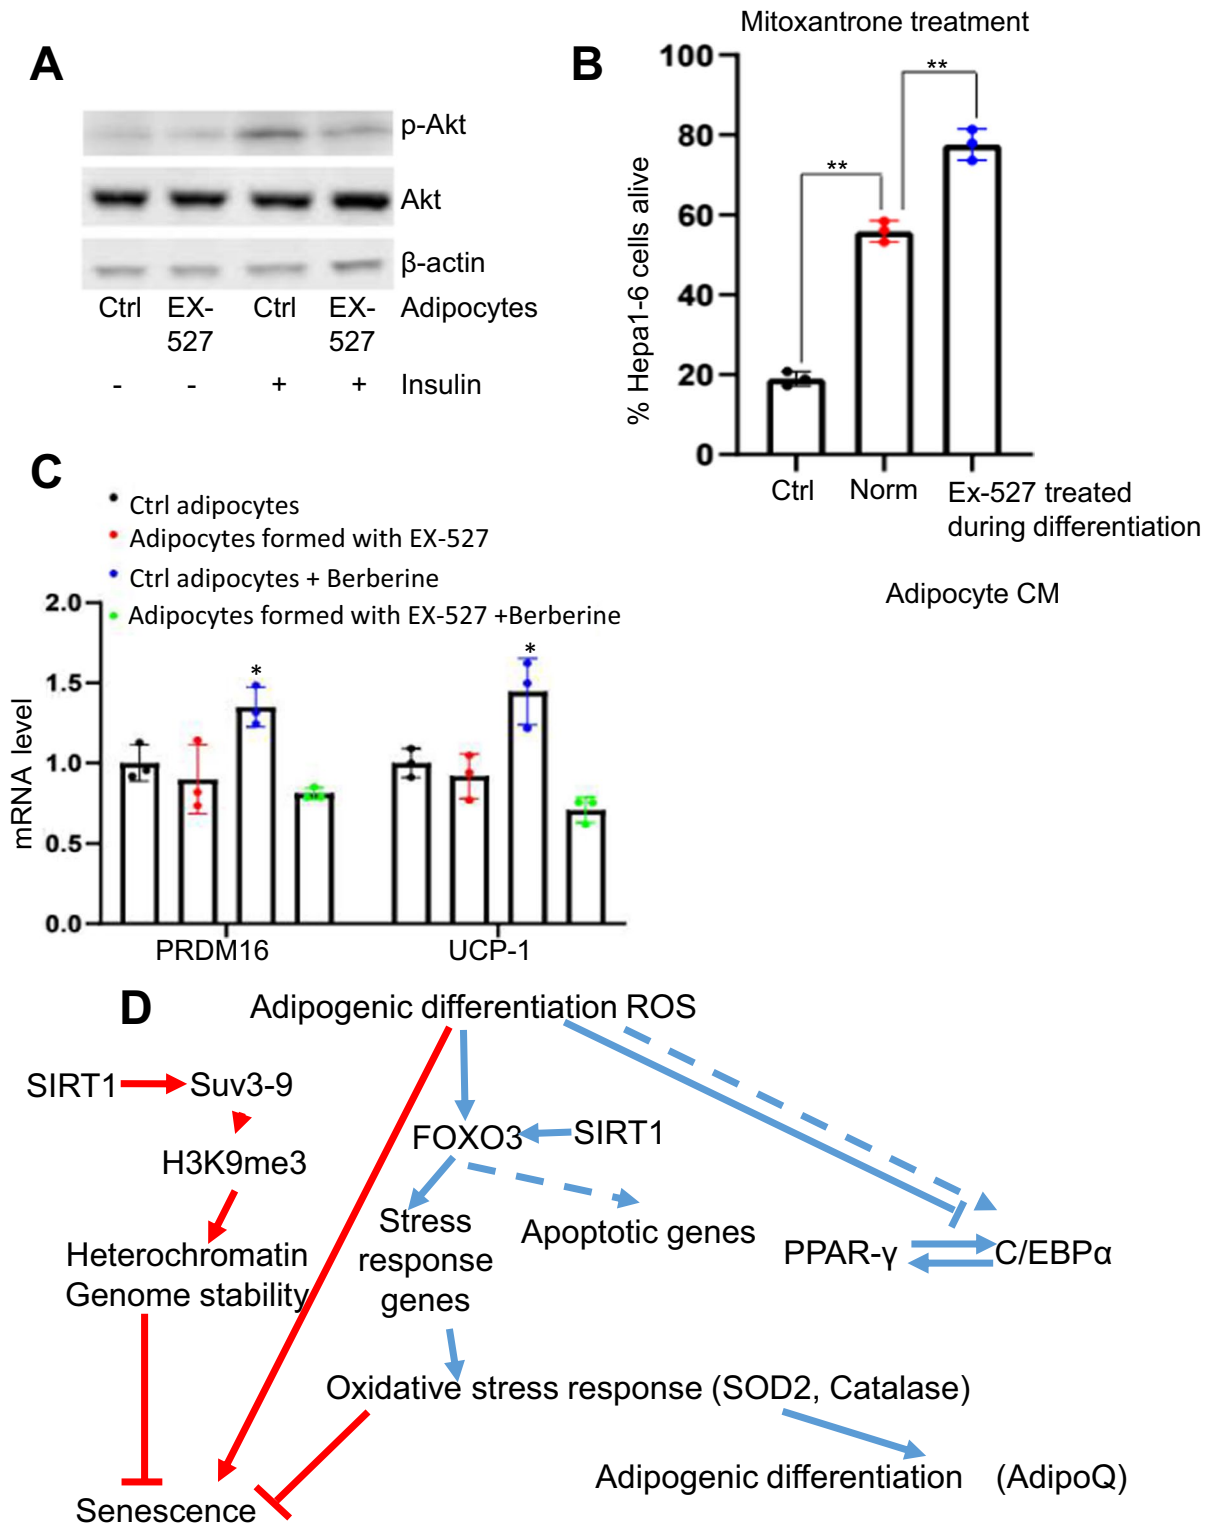 A
p-Akt
Akt
β-actin
Ctrl EX-527 Ctrl EX-527 Adipocytes
- - + + Insulin
B
Mitoxantrone treatment
% Hepa1-6 cells alive
100
80
60
40
20
0
**
**
Ctrl Norm Ex-527 treated
during differentiation
Adipocyte CM
C
Ctrl adipocytes
Adipocytes formed with EX-527
Ctrl adipocytes + Berberine
Adipocytes formed with EX-527 +Berberine
mRNA level
2.0
1.5
1.0
0.5
0.0
*
*
PRDM16 UCP-1
D
Adipogenic differentiation ROS
SIRT1 Suv3-9
H3K9me3
Heterochromatin
Genome stability
FOXO3 SIRT1
Stress
response
genes
Apoptotic genes
PPAR-γ C/EBPα
Oxidative stress response (SOD2, Catalase)
Adipogenic differentiation (AdipoQ)
Senescence